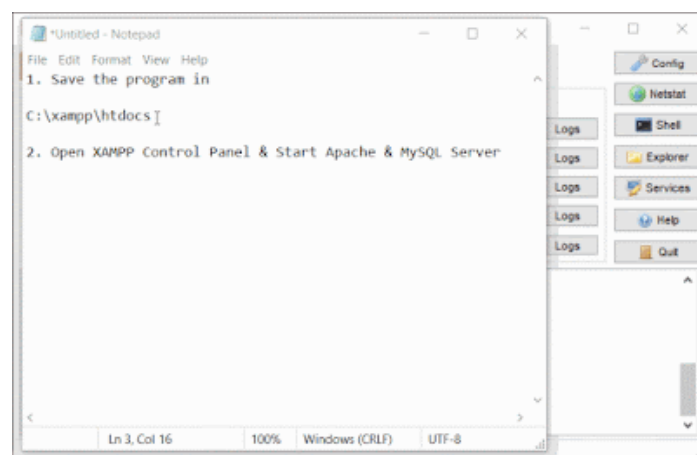 *Untitled - Notepad
File Edit Format View Help
1. Save the program in
C:\xampp\htdocs
2. Open XAMPP Control Panel & Start Apache & MySQL Server
Ln 3, Col 16
100%
Windows (CRLF)
UTF-8
Config
Netstat
Logs
Shell
Logs
Explorer
Logs
Services
Logs
Help
Logs
Quit